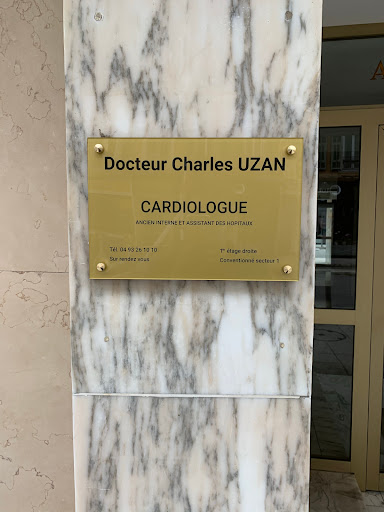 Docteur Charles UZAN
CARDIOLOGUE
ANCIEN INTERNE ET ASSISTANT DES HOPITAUX
Tél. 04 93 26 10 10
Sur rendez vous
1er étage droite
Conventionné secteur 1